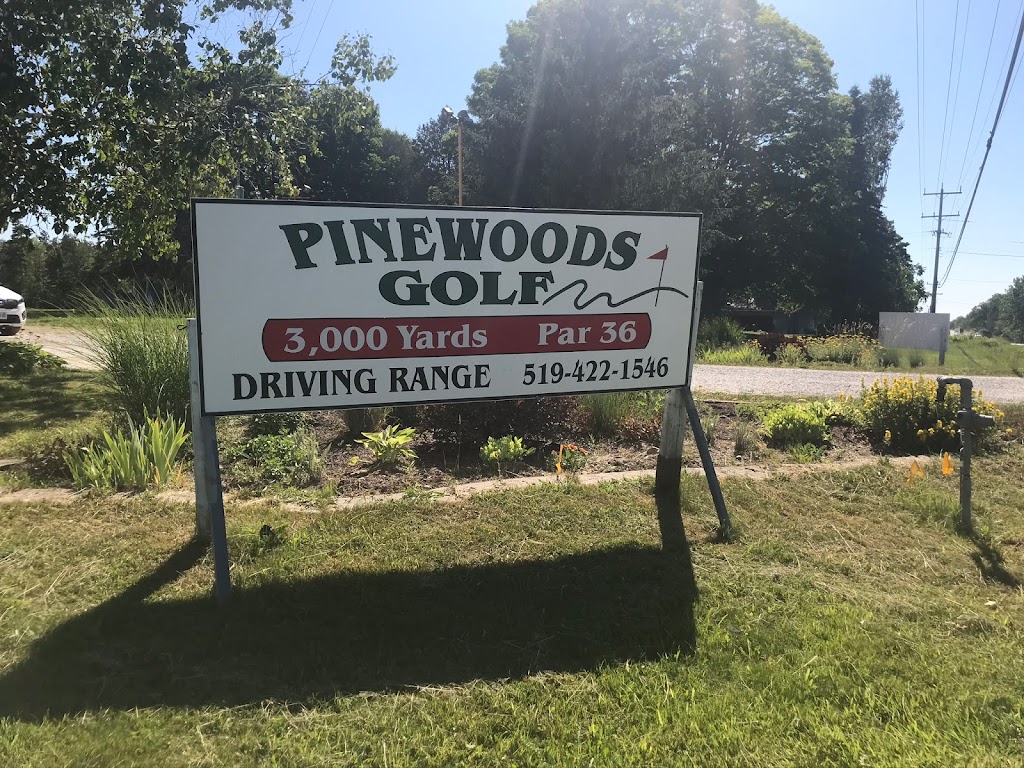 PINEWOODS
GOLF
3,000 Yards Par 36
DRIVING RANGE 519-422-1546